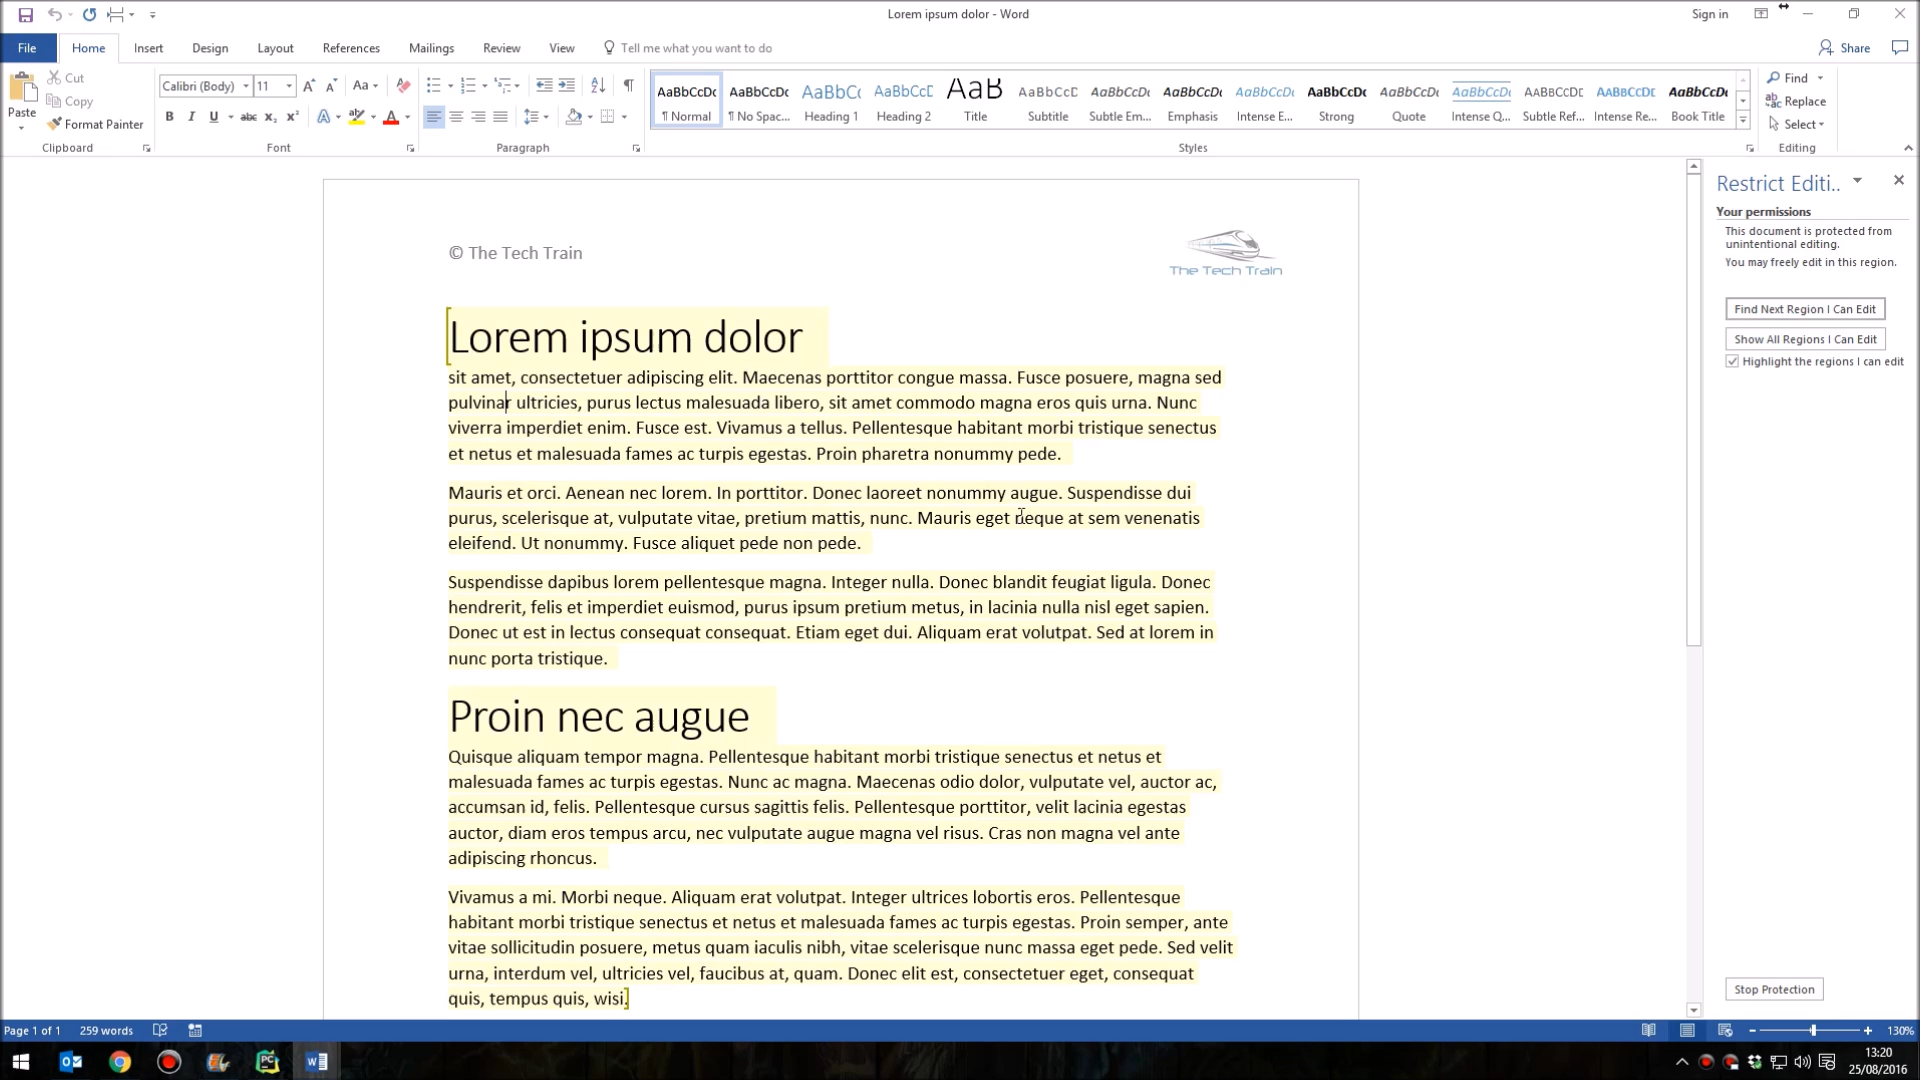 Lorem ipsum dolor - Word
Sign in
File
Home
Insert
Design
Layout
References
Mailings
Review
View
Tell me what you want to do
Share
Paste
Cut
Copy
Format Painter
Clipboard
Calibri (Body)
11
Aa
B I U abc x₂ x²
Font
Paragraph
AaBbCcDc AaBbCcDc AaBbCc AaBbCcD AaB AaBbCcD AaBbCcDc AaBbCcDc AaBbCcDc AaBbCcDc AaBbCcDc AaBbCcDc AABBCCDC AABBCCDC AaBbCcDc
¶ Normal
¶ No Spac...
Heading 1
Heading 2
Title
Subtitle
Subtle Em...
Emphasis
Intense E...
Strong
Quote
Intense Q...
Subtle Ref...
Intense Re...
Book Title
Styles
Find
Replace
Select
Editing
© The Tech Train
The Tech Train
Lorem ipsum dolor
sit amet, consectetuer adipiscing elit. Maecenas porttitor congue massa. Fusce posuere, magna sed
pulvinar ultricies, purus lectus malesuada libero, sit amet commodo magna eros quis urna. Nunc
viverra imperdiet enim. Fusce est. Vivamus a tellus. Pellentesque habitant morbi tristique senectus
et netus et malesuada fames ac turpis egestas. Proin pharetra nonummy pede.
Mauris et orci. Aenean nec lorem. In porttitor. Donec laoreet nonummy augue. Suspendisse dui
purus, scelerisque at, vulputate vitae, pretium mattis, nunc. Mauris eget neque at sem venenatis
eleifend. Ut nonummy. Fusce aliquet pede non pede.
Suspendisse dapibus lorem pellentesque magna. Integer nulla. Donec blandit feugiat ligula. Donec
hendrerit, felis et imperdiet euismod, purus ipsum pretium metus, in lacinia nulla nisl eget sapien.
Donec ut est in lectus consequat consequat. Etiam eget dui. Aliquam erat volutpat. Sed at lorem in
nunc porta tristique.
Proin nec augue
Quisque aliquam tempor magna. Pellentesque habitant morbi tristique senectus et netus et
malesuada fames ac turpis egestas. Nunc ac magna. Maecenas odio dolor, vulputate vel, auctor ac,
accumsan id, felis. Pellentesque cursus sagittis felis. Pellentesque porttitor, velit lacinia egestas
auctor, diam eros tempus arcu, nec vulputate augue magna vel risus. Cras non magna vel ante
adipiscing rhoncus.
Vivamus a mi. Morbi neque. Aliquam erat volutpat. Integer ultrices lobortis eros. Pellentesque
habitant morbi tristique senectus et netus et malesuada fames ac turpis egestas. Proin semper, ante
vitae sollicitudin posuere, metus quam iaculis nibh, vitae scelerisque nunc massa eget pede. Sed velit
urna, interdum vel, ultricies vel, faucibus at, quam. Donec elit est, consectetuer eget, consequat
quis, tempus quis, wisi.
Restrict Editi..
Your permissions
This document is protected from
unintentional editing.
You may freely edit in this region.
Find Next Region I Can Edit
Show All Regions I Can Edit
Highlight the regions I can edit
Stop Protection
Page 1 of 1
259 words
130%
13:20
25/08/2016